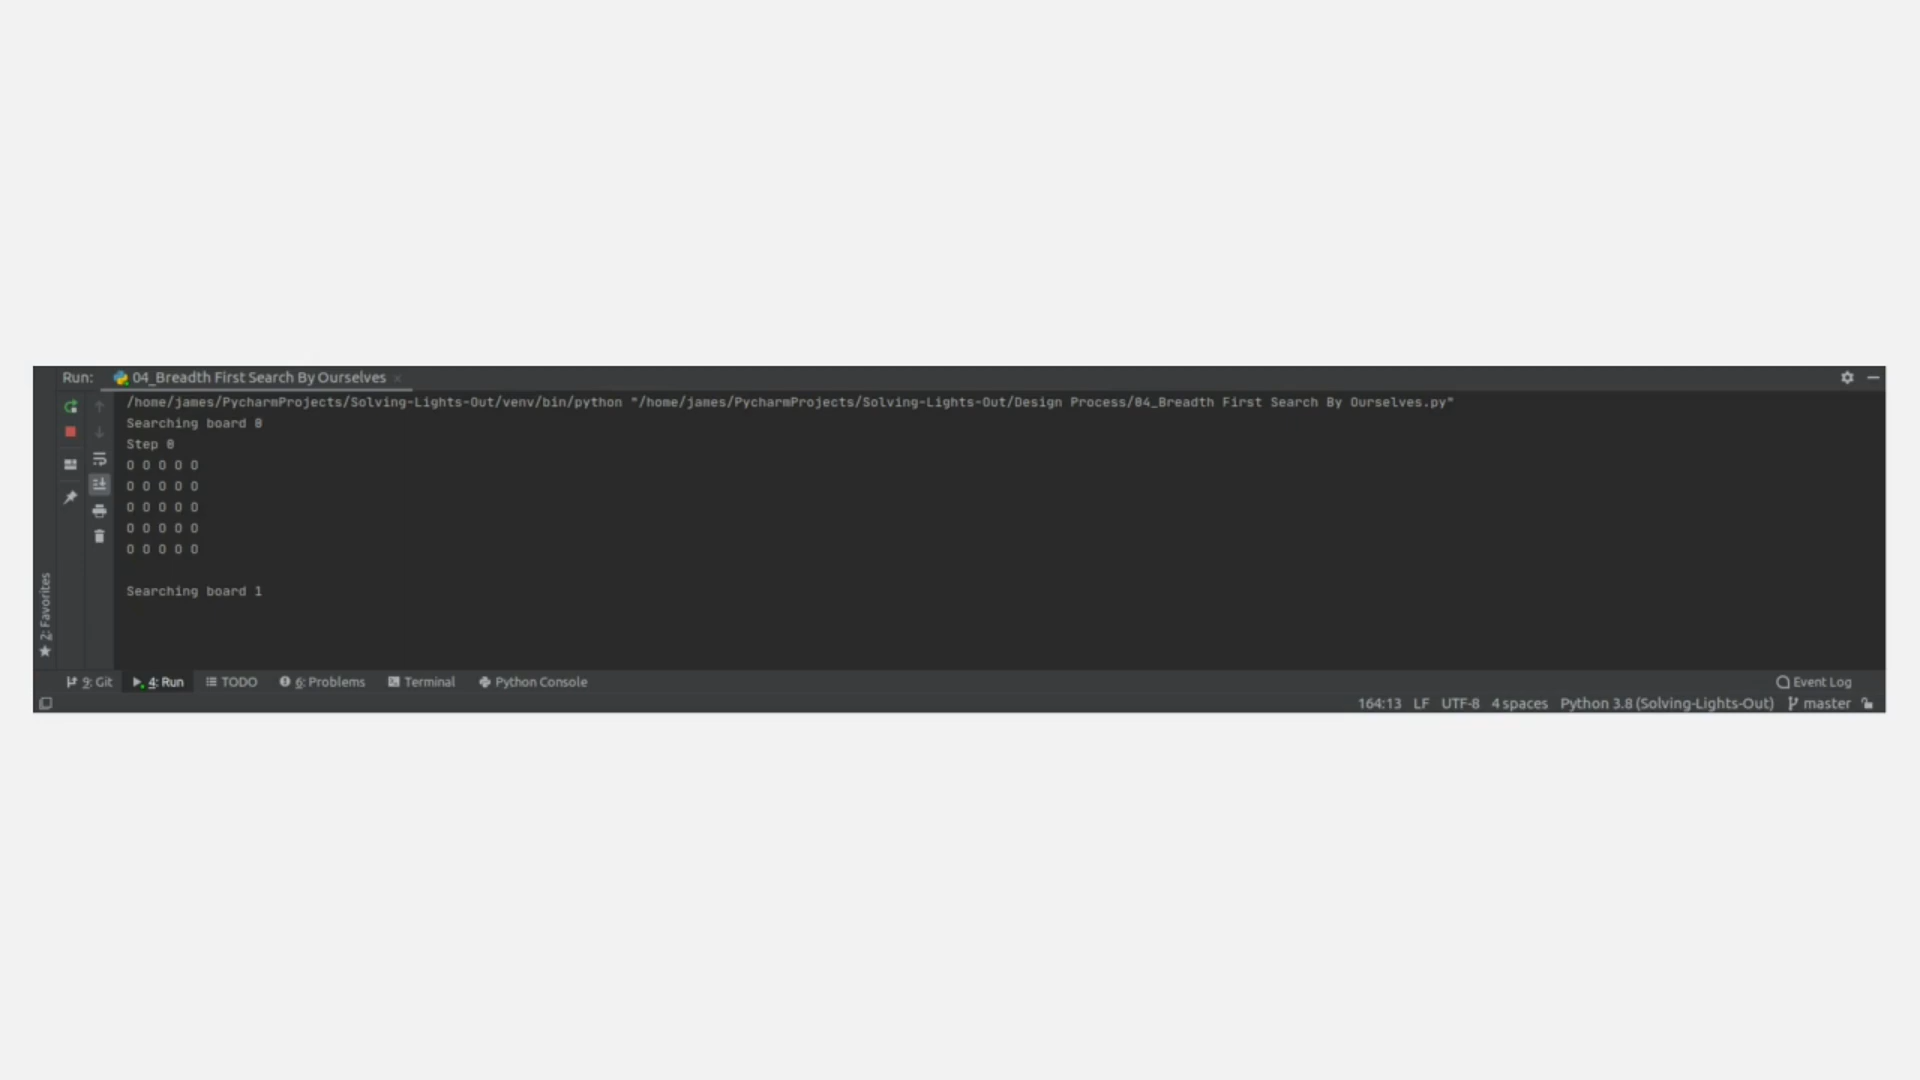 Run: 04_Breadth First Search By Ourselves
/home/james/PycharmProjects/Solving-Lights-Out/venv/bin/python "/home/james/PycharmProjects/Solving-Lights-Out/Design Process/04_Breadth First Search By Ourselves.py"
Searching board 0
Step 0
0 0 0 0 0
0 0 0 0 0
0 0 0 0 0
0 0 0 0 0
0 0 0 0 0
Searching board 1
2: Favorites
9: Git 4: Run TODO 6: Problems Terminal Python Console Event Log
164:13 LF UTF-8 4 spaces Python 3.8 (Solving-Lights-Out) master